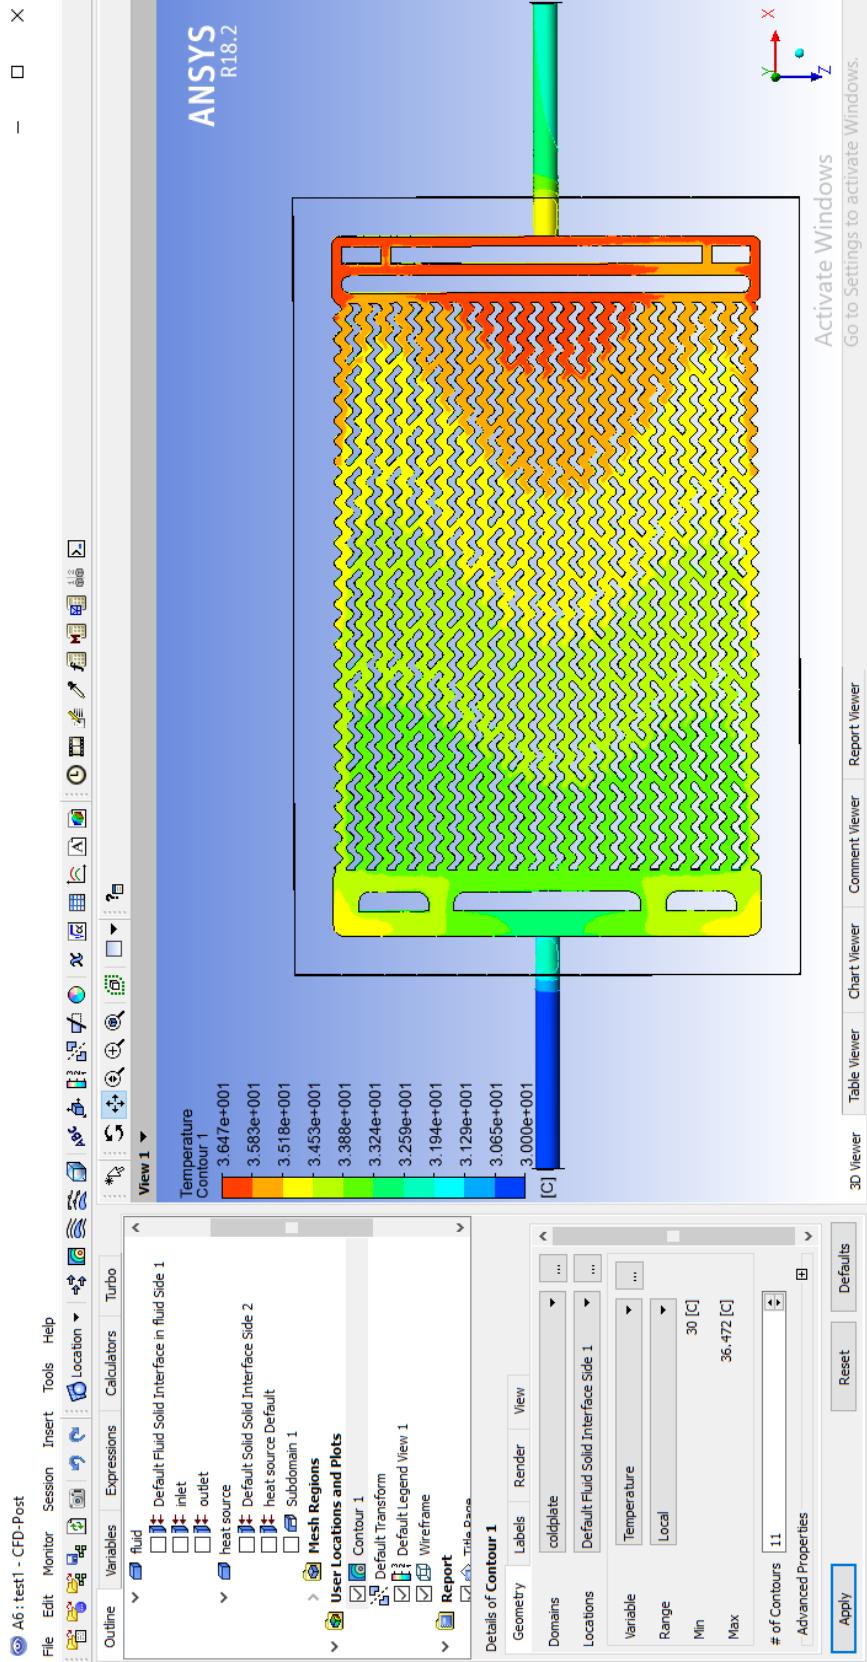 A6 : test1 - CFD-Post
File Edit Monitor Session Insert Tools Help
Location
Outline Variables Expressions Calculators Turbo
fluid
Default Fluid Solid Interface in fluid Side 1
inlet
outlet
heat source
Default Solid Solid Interface Side 2
heat source Default
Subdomain 1
Mesh Regions
User Locations and Plots
Contour 1
Default Transform
Default Legend View 1
Wireframe
Report
Title Page
Details of Contour 1
Geometry Labels Render View
Domains coldplate ...
Locations Default Fluid Solid Interface Side 1 ...
Variable Temperature ...
Range Local
Min 30 [C]
Max 36.472 [C]
# of Contours 11
Advanced Properties
Apply Reset Defaults
View 1
Temperature
Contour 1
3.647e+001
3.583e+001
3.518e+001
3.453e+001
3.388e+001
3.324e+001
3.259e+001
3.194e+001
3.129e+001
3.065e+001
3.000e+001
[C]
ANSYS
R18.2
X
Y
Z
Activate Windows
Go to Settings to activate Windows.
3D Viewer Table Viewer Chart Viewer Comment Viewer Report Viewer